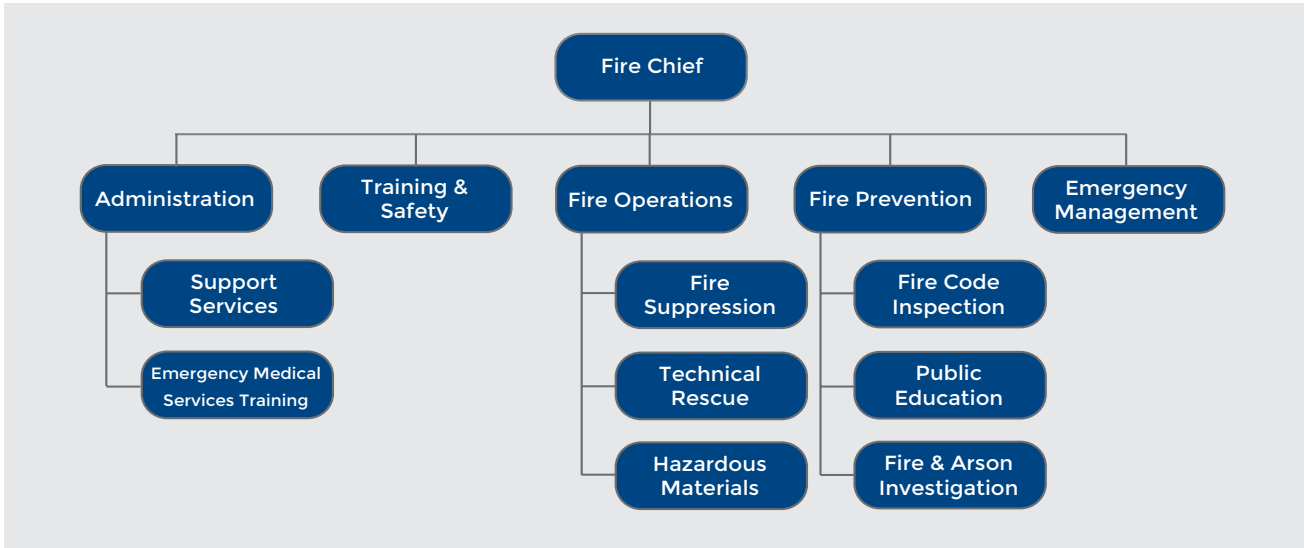 Fire Chief
Administration
Training &
Safety
Fire Operations
Fire Prevention
Emergency
Management
Support
Services
Emergency Medical
Services Training
Fire
Suppression
Technical
Rescue
Hazardous
Materials
Fire Code
Inspection
Public
Education
Fire & Arson
Investigation